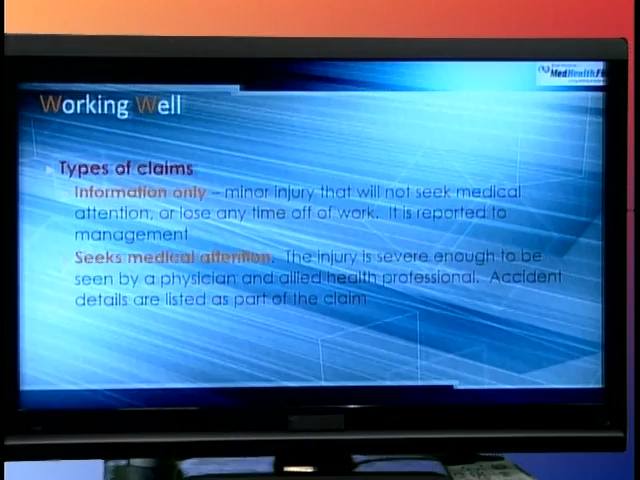 MedHealthFi
Working Well
Types of claims
Information only – minor injury that will not seek medical
attention, or lose any time off of work. It is reported to
management
Seeks medical attention. The injury is severe enough to be
seen by a physician and allied health professional. Accident
details are listed as part of the claim